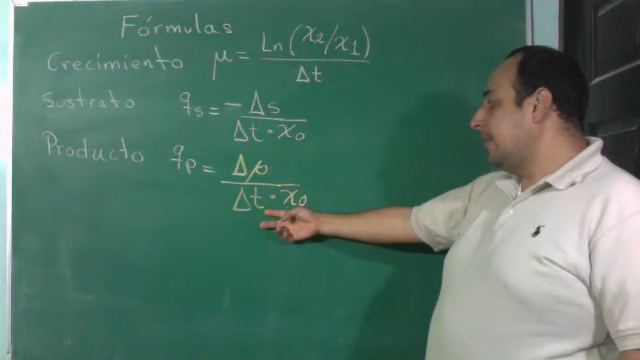 Fórmulas
Crecimiento μ = Ln(x2/x1) / Δt
Sustrato qs = -Δs / Δt · x0
Producto qp = Δp / Δt · x0